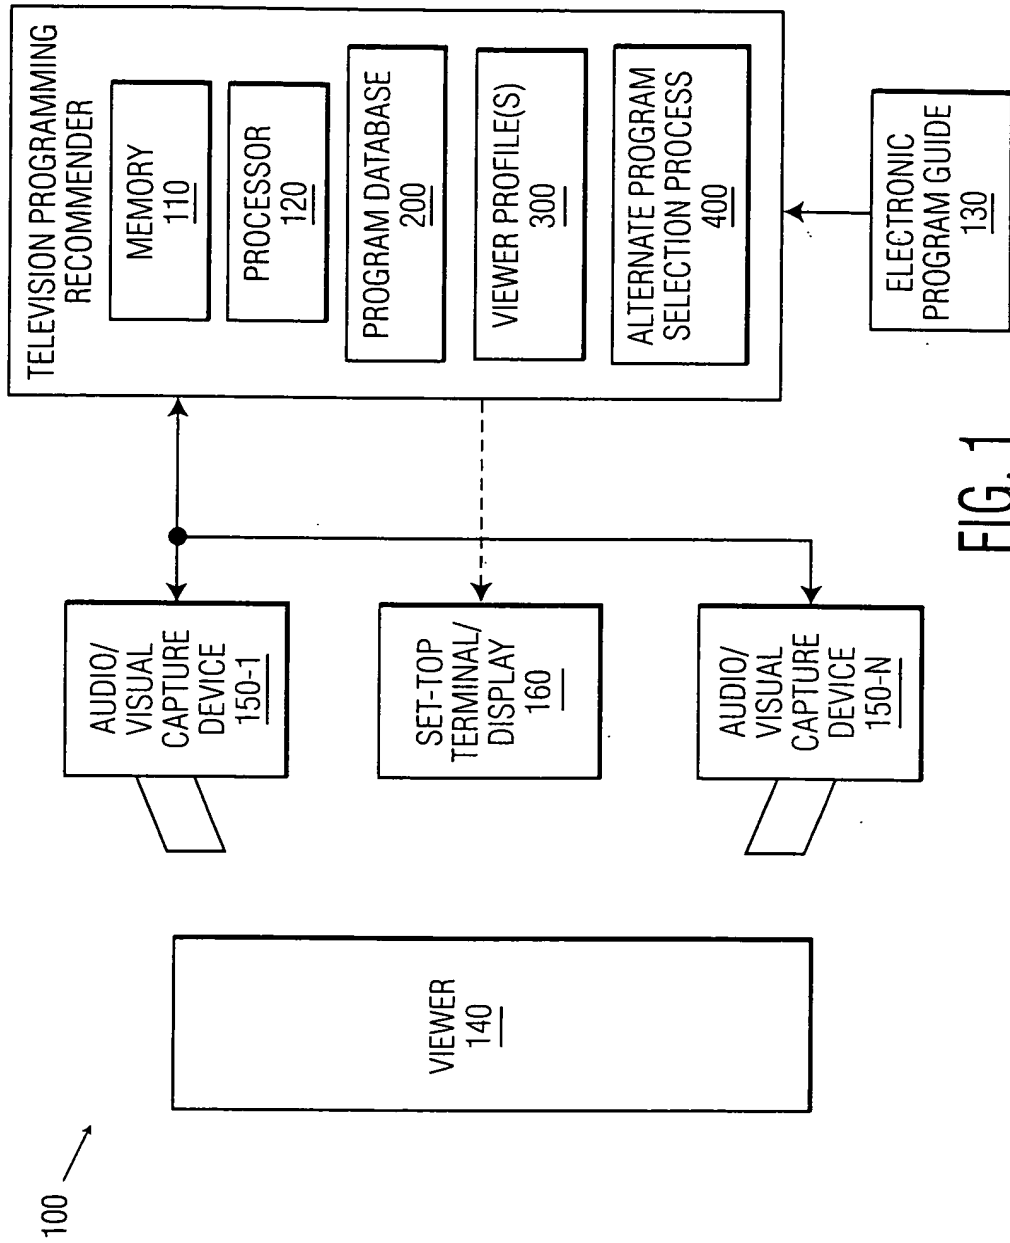 100
VIEWER
140
AUDIO/
VISUAL
CAPTURE
DEVICE
150-1
SET-TOP
TERMINAL/
DISPLAY
160
AUDIO/
VISUAL
CAPTURE
DEVICE
150-N
TELEVISION PROGRAMMING
RECOMMENDER
MEMORY
110
PROCESSOR
120
PROGRAM DATABASE
200
VIEWER PROFILE(S)
300
ALTERNATE PROGRAM
SELECTION PROCESS
400
ELECTRONIC
PROGRAM GUIDE
130
FIG. 1